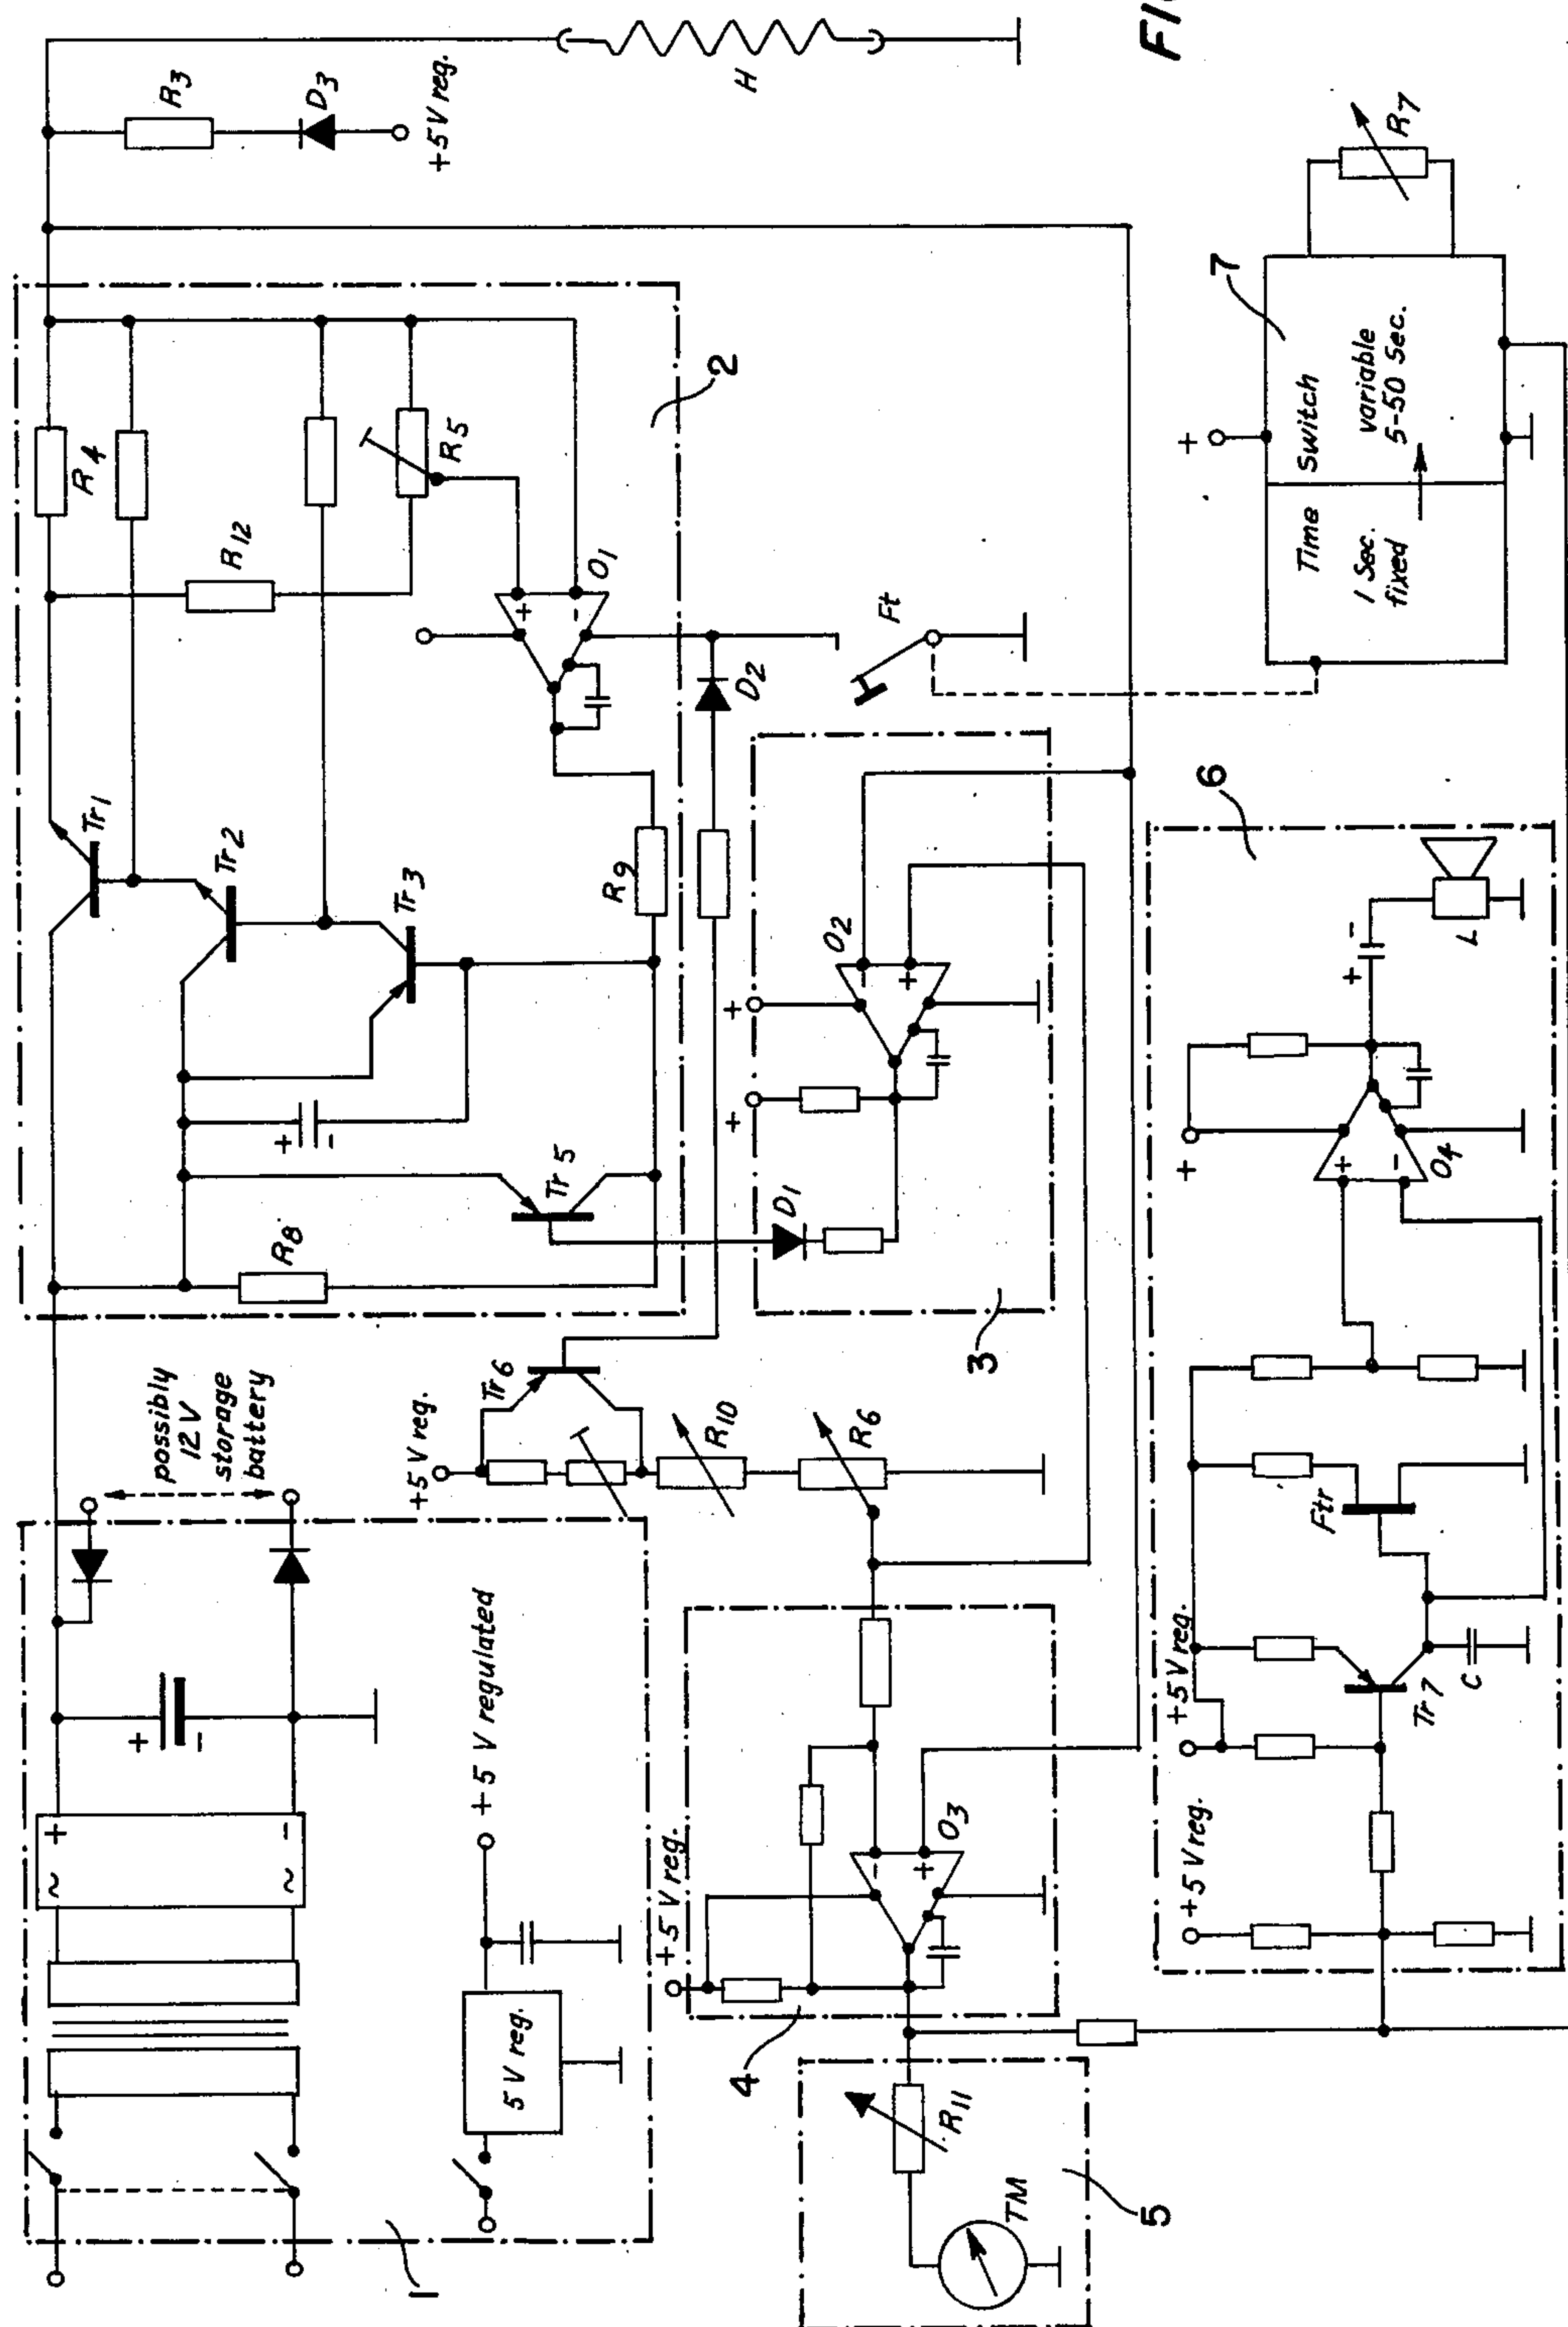 FIG
1
possibly
12 V
storage
battery
+
-
~ +
~ -
5 V reg.
+ 5 V regulated
2
Tr1
Tr2
Tr3
Tr5
R4
R12
R5
R8
R9
O1
+
-
+
-
R3
D3
+5V reg.
H
D2
Ft
+5 V reg.
Tr6
R10
R6
3
D1
O2
+
+
-
+
4
+5 V reg.
O3
-
+
5
R11
TM
6
+5 V reg.
+5 V reg.
Tr7
C
Ftr
O4
+
+
-
+
-
L
7
Time Switch
1 Sec.
fixed
variable
5-50 Sec.
+
R7